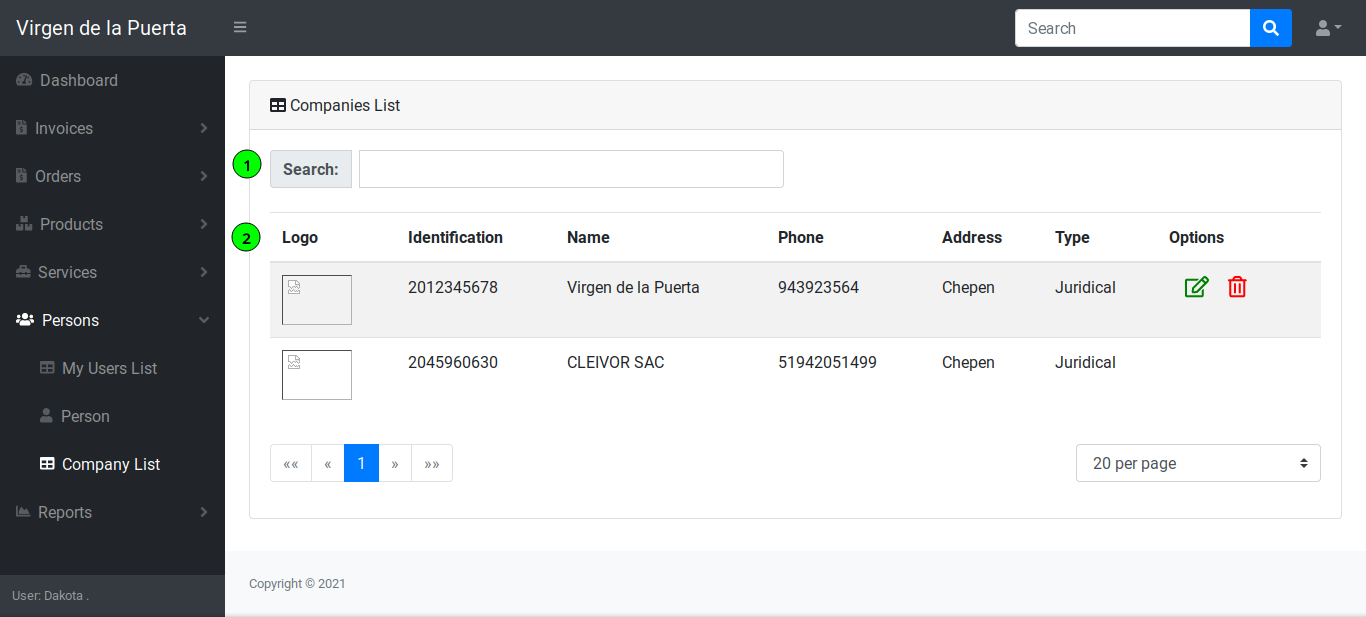 Virgen de la Puerta
Search
Dashboard
Invoices
Orders
Products
Services
Persons
My Users List
Person
Company List
Reports
User: Dakota .
Companies List
1
Search:
2
Logo Identification Name Phone Address Type Options
2012345678 Virgen de la Puerta 943923564 Chepen Juridical
2045960630 CLEIVOR SAC 51942051499 Chepen Juridical
«« « 1 » »» 20 per page
Copyright © 2021